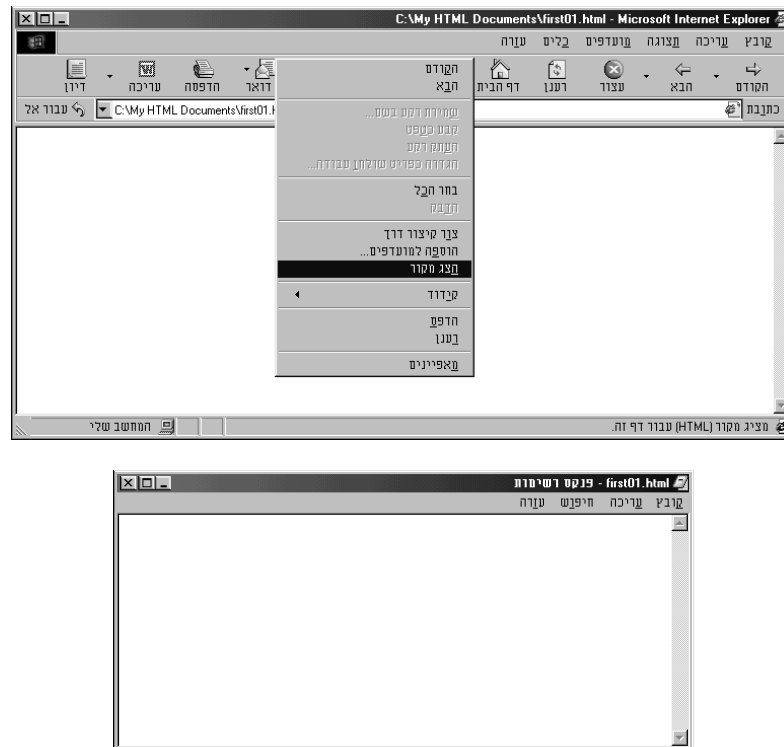 C:\My HTML Documents\first01.html - Microsoft Internet Explorer
קובץ עריכה תצוגה מועדפים כלים עזרה
הקודם הבא עצור רענן דף הבית דואר הדפסה עריכה דיון
כתובת C:\My HTML Documents\first01.H עבור אל
הקודם
הבא
שמירת רקע בשם...
קבע כטפט
העתק רקע
הגדרה כפריט שולחן עבודה...
בחר הכל
הדבק
צור קיצור דרך
הוספה למועדפים...
הצג מקור
קידוד
הדפס
רענן
מאפיינים
מציג מקור (HTML) עבור דף זה. המחשב שלי
first01.html - פנקס רשימות
קובץ עריכה חיפוש עזרה